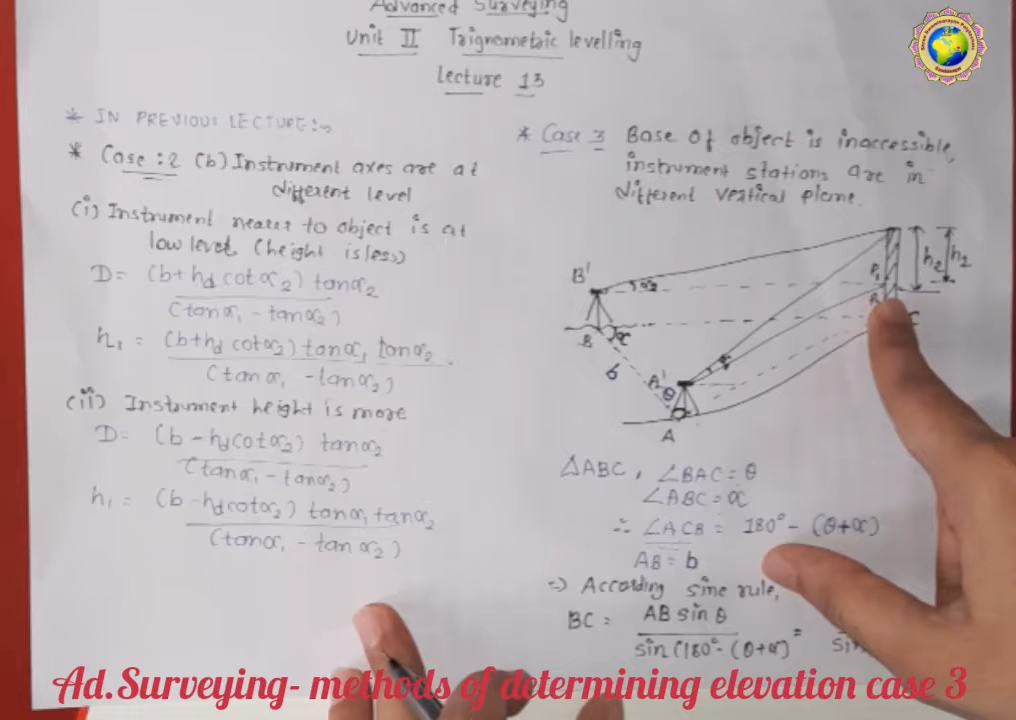 Advanced Surveying
Unit II Trignometric levelling
Lecture 13
* IN PREVIOUS LECTURE:->
* Case:2 (b) Instrument axes are at
different level
(i) Instrument nearer to object is at
low level. (height is less)
D= (b+hd cot α2) tan α2
(tan α1 - tan α2)
h1 = (b+hd cot α2) tan α1 tan α2
(tan α1 - tan α2)
(ii) Instrument height is more
D= (b-hd cot α2) tan α2
(tan α1 - tan α2)
h1 = (b-hd cot α2) tan α1 tan α2
(tan α1 - tan α2)
* Case 3 Base of object is inaccessible,
instrument stations are in
different vertical plane.
B'
α2
h2
h1
P1
B
α
b
A'
θ
A
C
△ABC, ∠BAC = θ
∠ABC = α
∴ ∠ACB = 180° - (θ+α)
AB = b
=> According sine rule,
BC = AB sin θ =
sin (180° - (θ+α) sin
Ad.Surveying- methods of determining elevation case 3